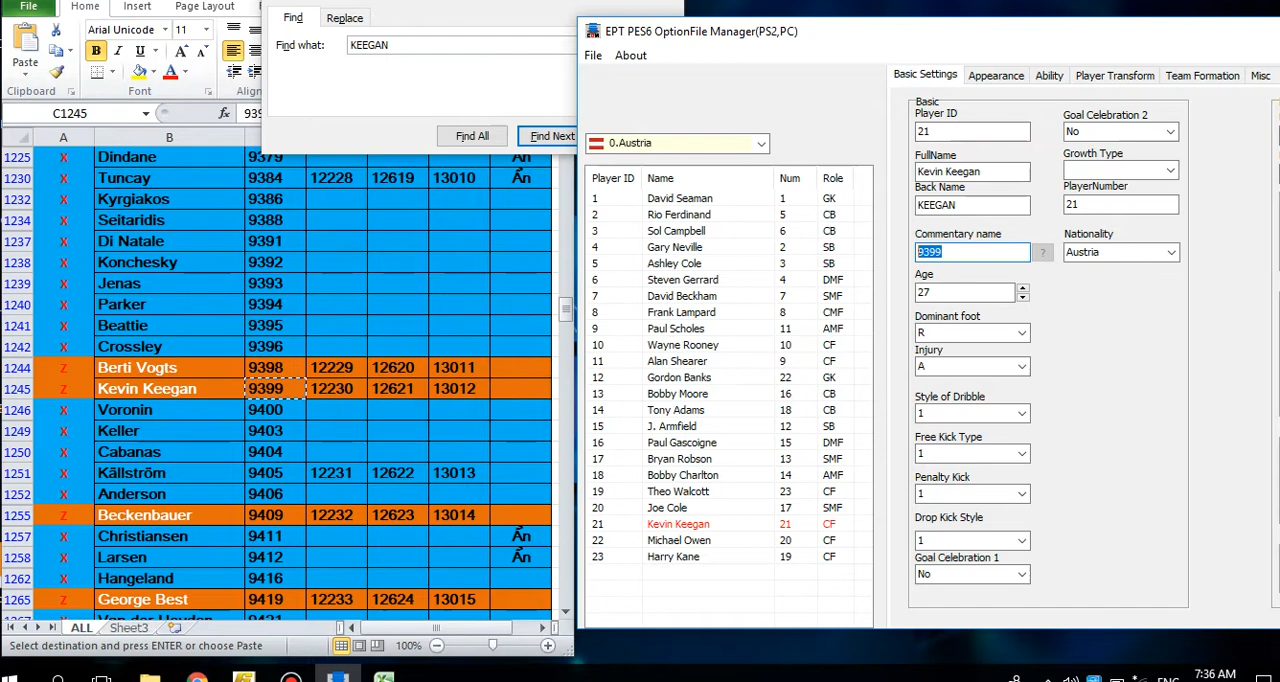 File Home Insert Page Layout
Find Replace
Find what: KEEGAN
Find All Find Next
Arial Unicode 11
B I U A A
Paste
Clipboard Font
C1245 fx 939
A B
1225 X Dindane 9379 Ẩn
1230 X Tuncay 9384 12228 12619 13010 Ẩn
1232 X Kyrgiakos 9386
1234 X Seitaridis 9388
1237 X Di Natale 9391
1238 X Konchesky 9392
1239 X Jenas 9393
1240 X Parker 9394
1241 X Beattie 9395
1242 X Crossley 9396
1244 Z Berti Vogts 9398 12229 12620 13011
1245 Z Kevin Keegan 9399 12230 12621 13012
1246 X Voronin 9400
1249 X Keller 9403
1250 X Cabanas 9404
1251 X Källström 9405 12231 12622 13013
1252 X Anderson 9406
1255 Z Beckenbauer 9409 12232 12623 13014
1257 X Christiansen 9411 Ẩn
1258 X Larsen 9412 Ẩn
1262 X Hangeland 9416
1265 Z George Best 9419 12233 12624 13015
ALL Sheet3
Select destination and press ENTER or choose Paste 100%
EPT PES6 OptionFile Manager(PS2,PC)
File About
0.Austria
Player ID Name Num Role
1 David Seaman 1 GK
2 Rio Ferdinand 5 CB
3 Sol Campbell 6 CB
4 Gary Neville 2 SB
5 Ashley Cole 3 SB
6 Steven Gerrard 4 DMF
7 David Beckham 7 SMF
8 Frank Lampard 8 CMF
9 Paul Scholes 11 AMF
10 Wayne Rooney 10 CF
11 Alan Shearer 9 CF
12 Gordon Banks 22 GK
13 Bobby Moore 16 CB
14 Tony Adams 18 CB
15 J. Armfield 12 SB
16 Paul Gascoigne 15 DMF
17 Bryan Robson 13 SMF
18 Bobby Charlton 14 AMF
19 Theo Walcott 23 CF
20 Joe Cole 17 SMF
21 Kevin Keegan 21 CF
22 Michael Owen 20 CF
23 Harry Kane 19 CF
Basic Settings Appearance Ability Player Transform Team Formation Misc
Basic
Player ID
21
FullName
Kevin Keegan
Back Name
KEEGAN
Commentary name
9399 ?
Age
27
Dominant foot
R
Injury
A
Style of Dribble
1
Free Kick Type
1
Penalty Kick
1
Drop Kick Style
1
Goal Celebration 1
No
Goal Celebration 2
No
Growth Type
PlayerNumber
21
Nationality
Austria
7:36 AM
ENG